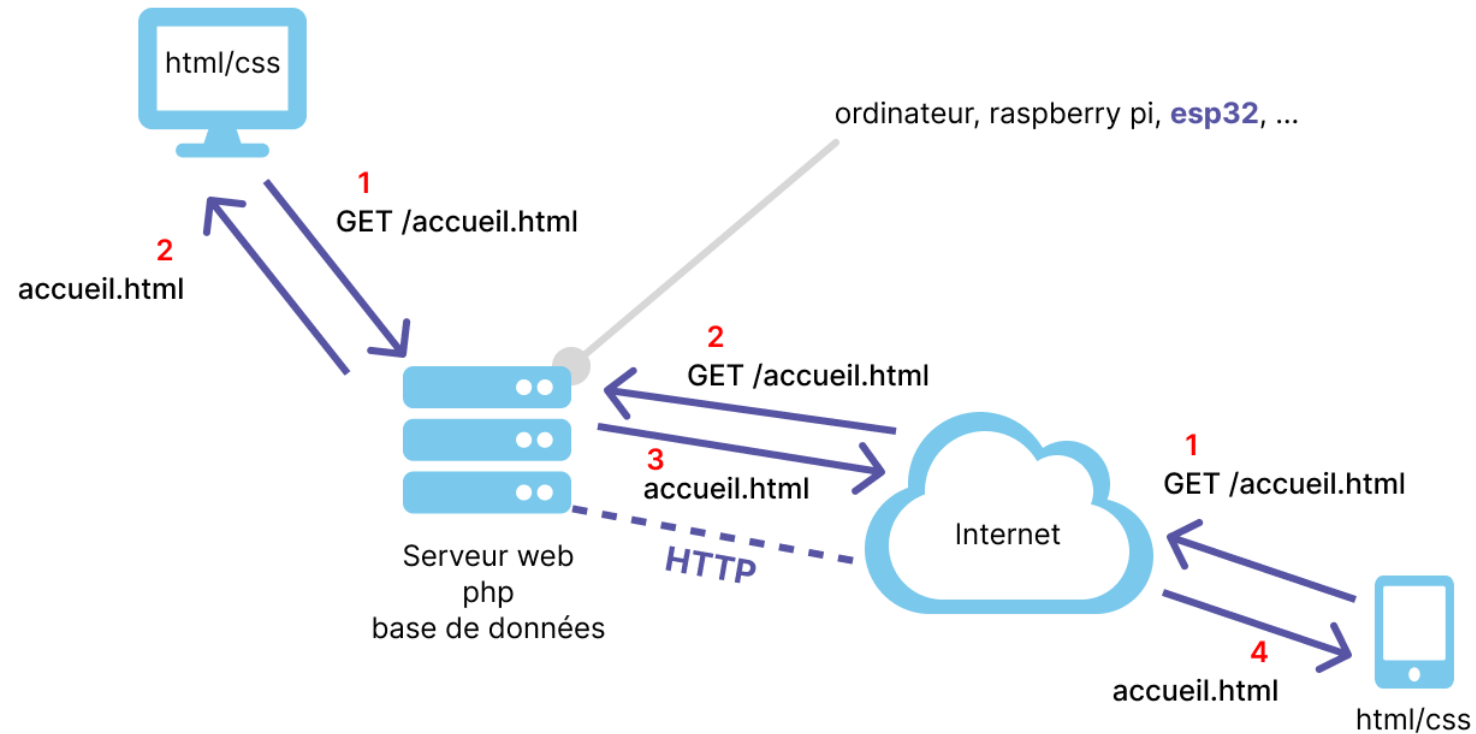 html/css
ordinateur, raspberry pi, esp32, ...
1
GET /accueil.html
2
accueil.html
2
GET /accueil.html
3
accueil.html
1
GET /accueil.html
Internet
HTTP
Serveur web
php
base de données
4
accueil.html
html/css